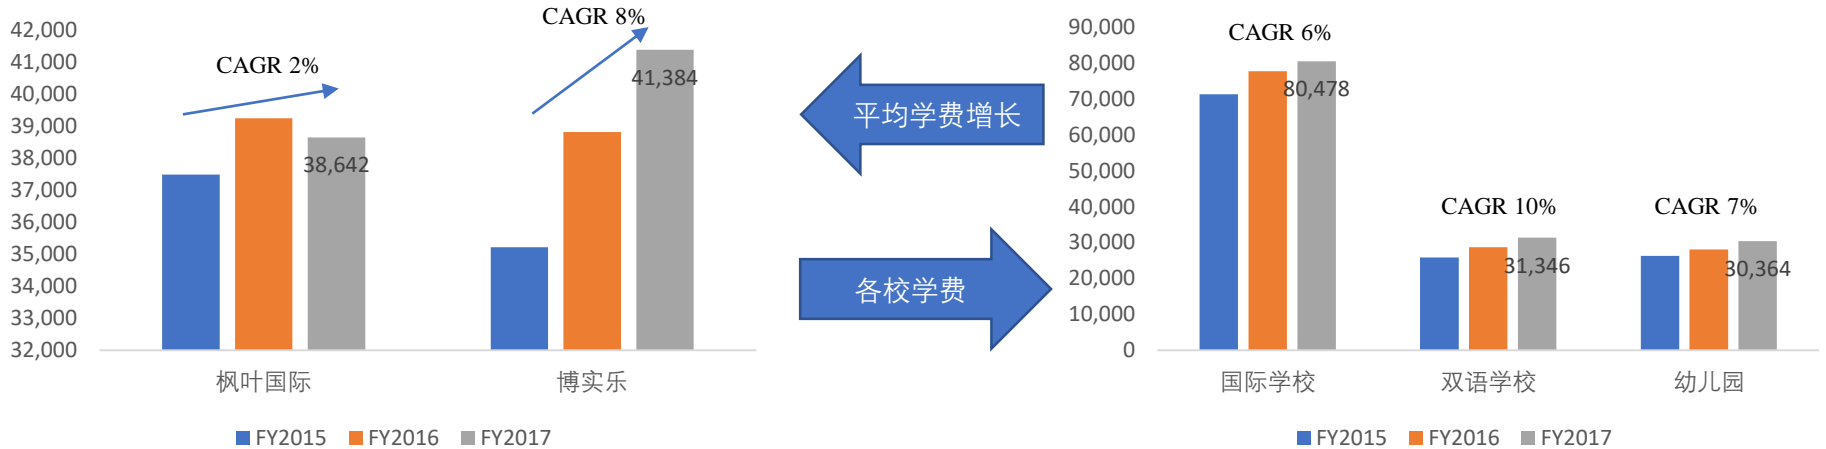 CAGR 8%
42,000
41,000
40,000
39,000
38,000
37,000
36,000
35,000
34,000
33,000
32,000
CAGR 2%
38,642
41,384
枫叶国际
博实乐
FY2015
FY2016
FY2017
平均学费增长
各校学费
90,000
80,000
70,000
60,000
50,000
40,000
30,000
20,000
10,000
0
CAGR 6%
80,478
CAGR 10%
31,346
CAGR 7%
30,364
国际学校
双语学校
幼儿园
FY2015
FY2016
FY2017